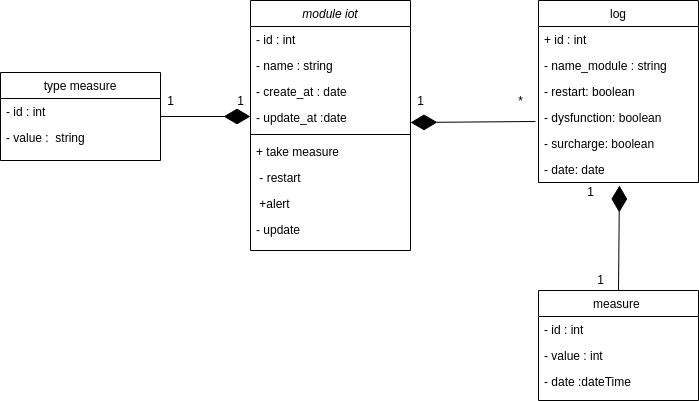 type measure
- id : int
- value :  string
1
1
module iot
- id : int
- name : string
- create_at : date
- update_at :date
+ take measure
- restart
+alert
- update
1
*
log
+ id : int
- name_module : string
- restart: boolean
- dysfunction: boolean
- surcharge: boolean
- date: date
1
1
measure
- id : int
- value : int
- date :dateTime